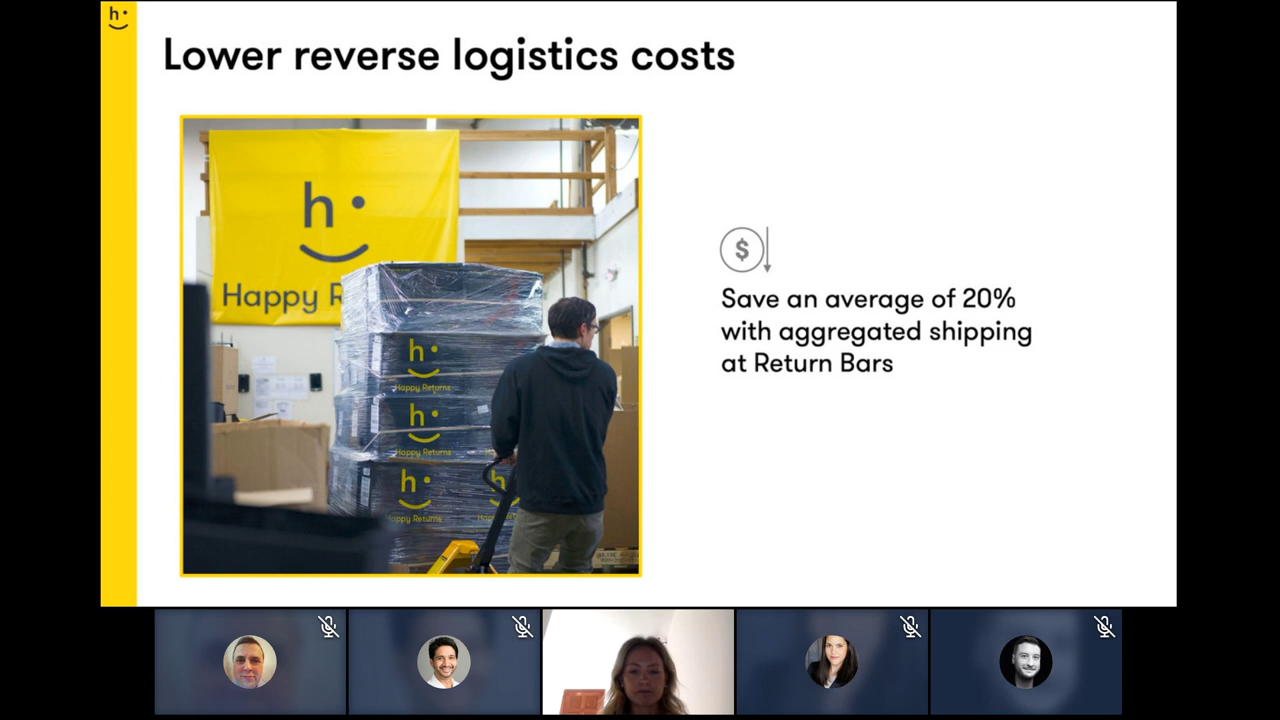 h
Lower reverse logistics costs
h
Happy R
$
Save an average of 20%
with aggregated shipping
at Return Bars
h
Happy Returns
h
Happy Returns
h
h
Happy Returns